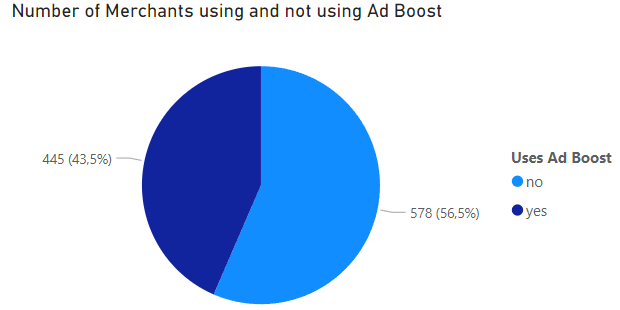 Number of Merchants using and not using Ad Boost
445 (43,5%)
578 (56,5%)
Uses Ad Boost
no
yes